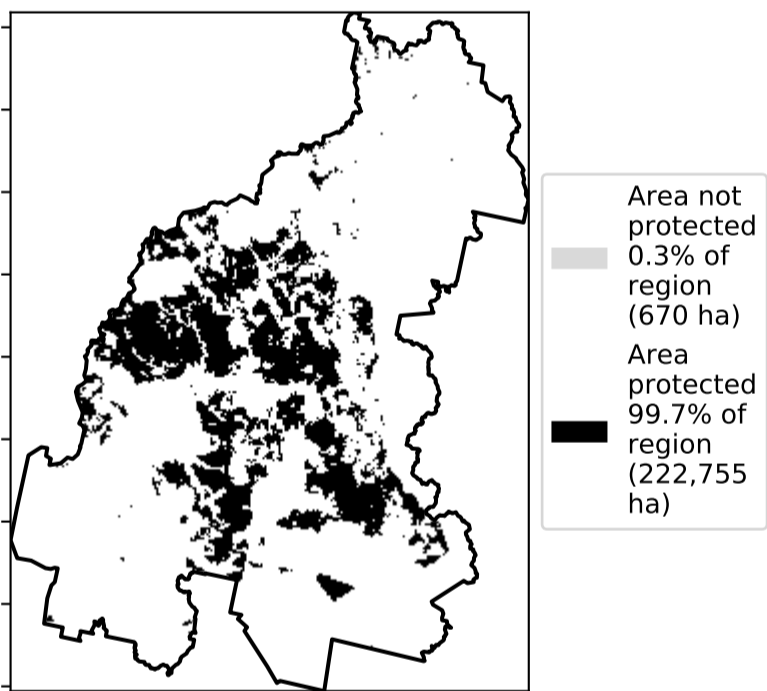 Area not
protected
0.3% of
region
(670 ha)
Area
protected
99.7% of
region
(222,755
ha)